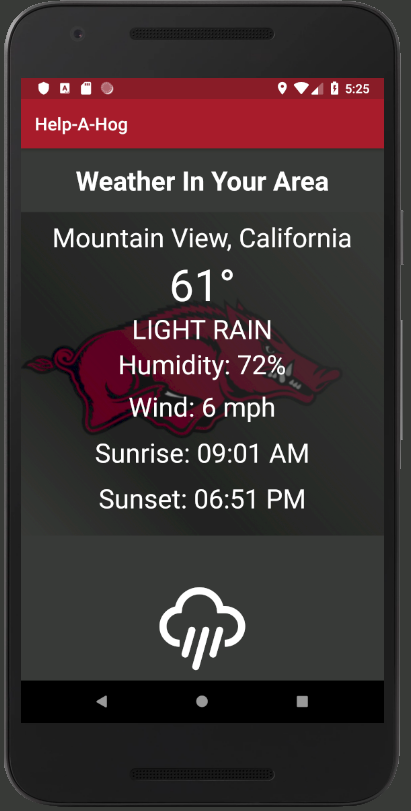 5:25
Help-A-Hog
Weather In Your Area
Mountain View, California
61°
LIGHT RAIN
Humidity: 72%
Wind: 6 mph
Sunrise: 09:01 AM
Sunset: 06:51 PM